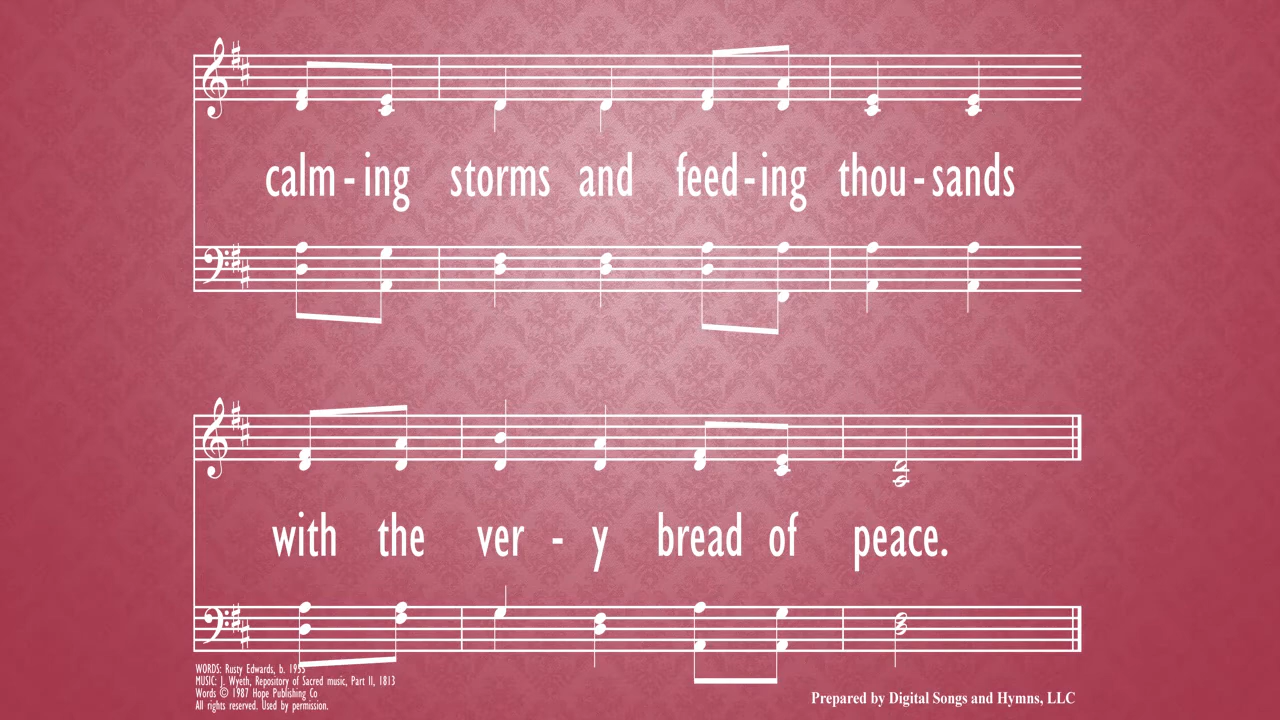 calm - ing storms and feed - ing thou - sands
with the ver - y bread of peace.
WORDS: Rusty Edwards, b. 1955
MUSIC: J. Wyeth, Repository of Sacred music, Part II, 1813
Words © 1987 Hope Publishing Co
All rights reserved. Used by permission.
Prepared by Digital Songs and Hymns, LLC